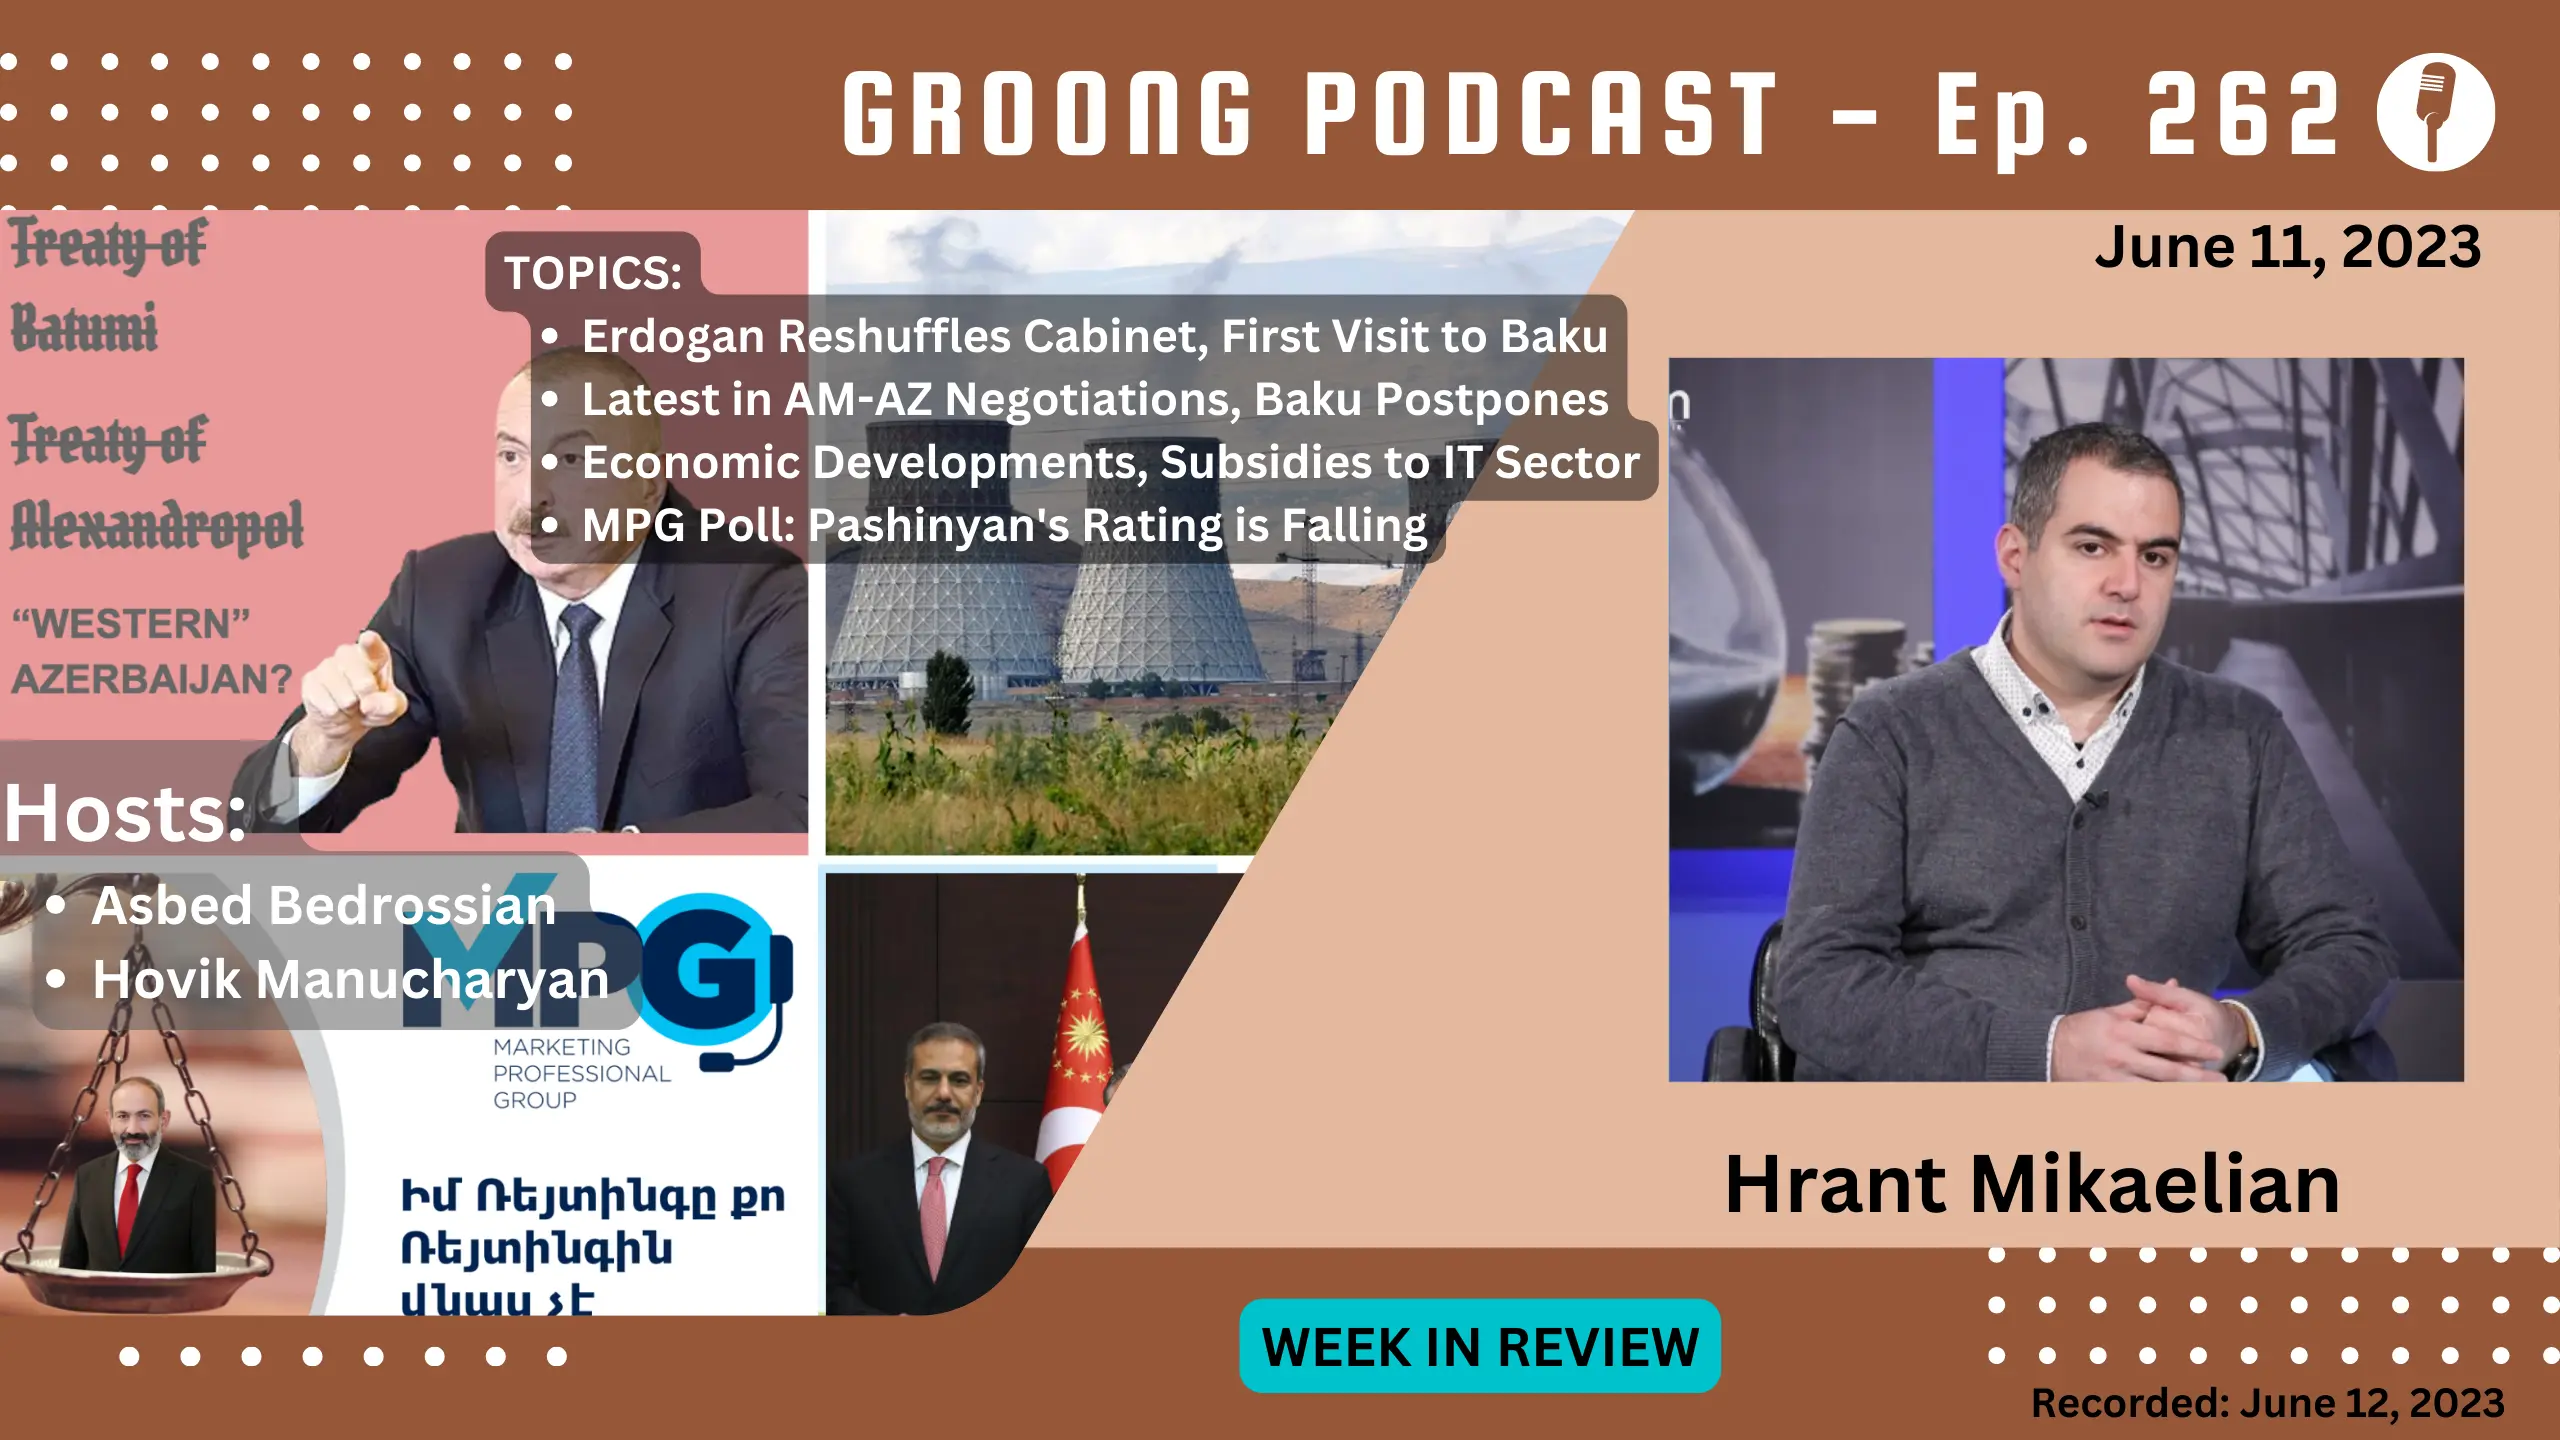 GROONG PODCAST – Ep. 262
June 11, 2023
Treaty of
Batumi
Treaty of
Alexandropol
“WESTERN”
AZERBAIJAN?
TOPICS:
• Erdogan Reshuffles Cabinet, First Visit to Baku
• Latest in AM-AZ Negotiations, Baku Postpones
• Economic Developments, Subsidies to IT Sector
• MPG Poll: Pashinyan's Rating is Falling
Hosts:
• Asbed Bedrossian
• Hovik Manucharyan
MPG
MARKETING
PROFESSIONAL
GROUP
Իմ Ռեյտինգը քո
Ռեյտինգին
վնաս չէ
Hrant Mikaelian
WEEK IN REVIEW
Recorded: June 12, 2023